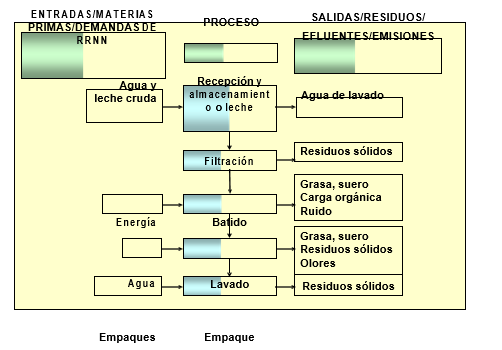 ENTRADAS/MATERIAS
PRIMAS/DEMANDAS DE
RRNN
PROCESO
SALIDAS/RESIDUOS/
EFLUENTES/EMISIONES
Agua y
leche cruda
Recepción y
almacenamient
o o leche
Agua de lavado
Filtración
Residuos sólidos
Energía
Batido
Grasa, suero
Carga orgánica
Ruido
Grasa, suero
Residuos sólidos
Olores
Agua
Lavado
Residuos sólidos
Empaques
Empaque